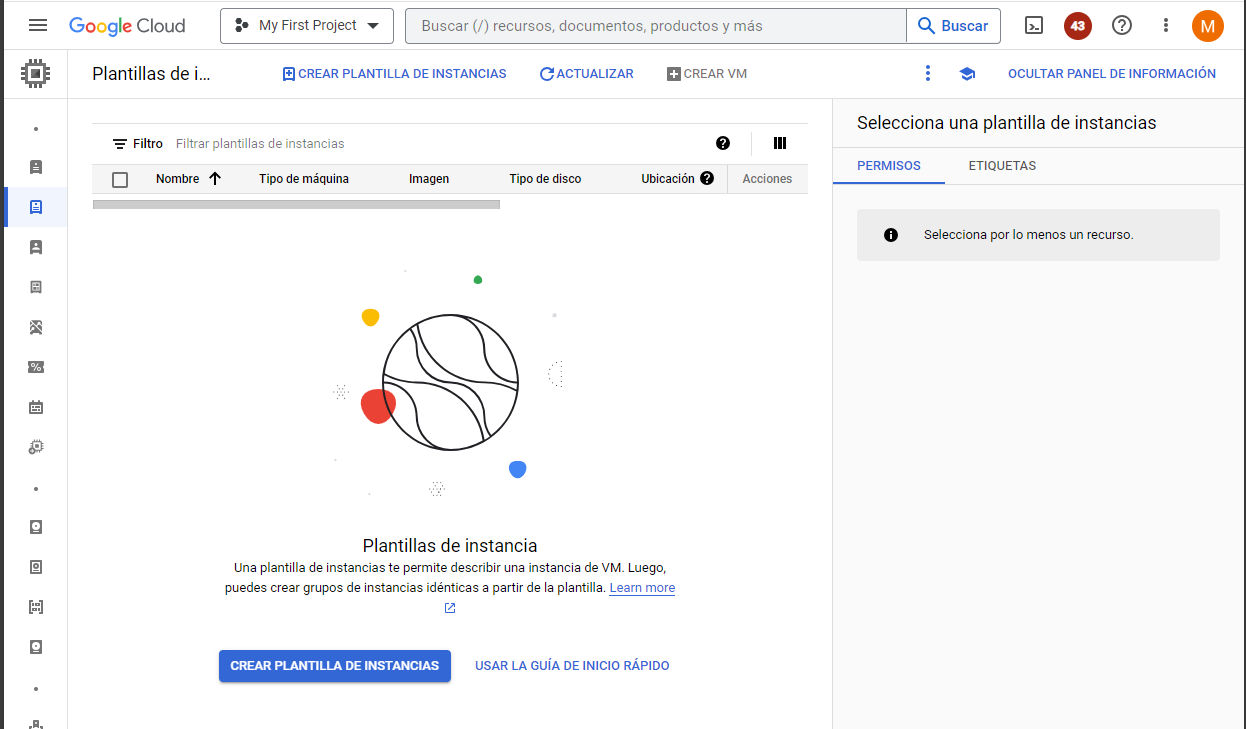 Google Cloud
My First Project
Buscar (/) recursos, documentos, productos y más
Buscar
43
M
Plantillas de i...
CREAR PLANTILLA DE INSTANCIAS
ACTUALIZAR
CREAR VM
OCULTAR PANEL DE INFORMACIÓN
Filtro
Filtrar plantillas de instancias
Nombre
Tipo de máquina
Imagen
Tipo de disco
Ubicación
Acciones
Plantillas de instancia
Una plantilla de instancias te permite describir una instancia de VM. Luego,
puedes crear grupos de instancias idénticas a partir de la plantilla. Learn more
CREAR PLANTILLA DE INSTANCIAS
USAR LA GUÍA DE INICIO RÁPIDO
Selecciona una plantilla de instancias
PERMISOS
ETIQUETAS
Selecciona por lo menos un recurso.